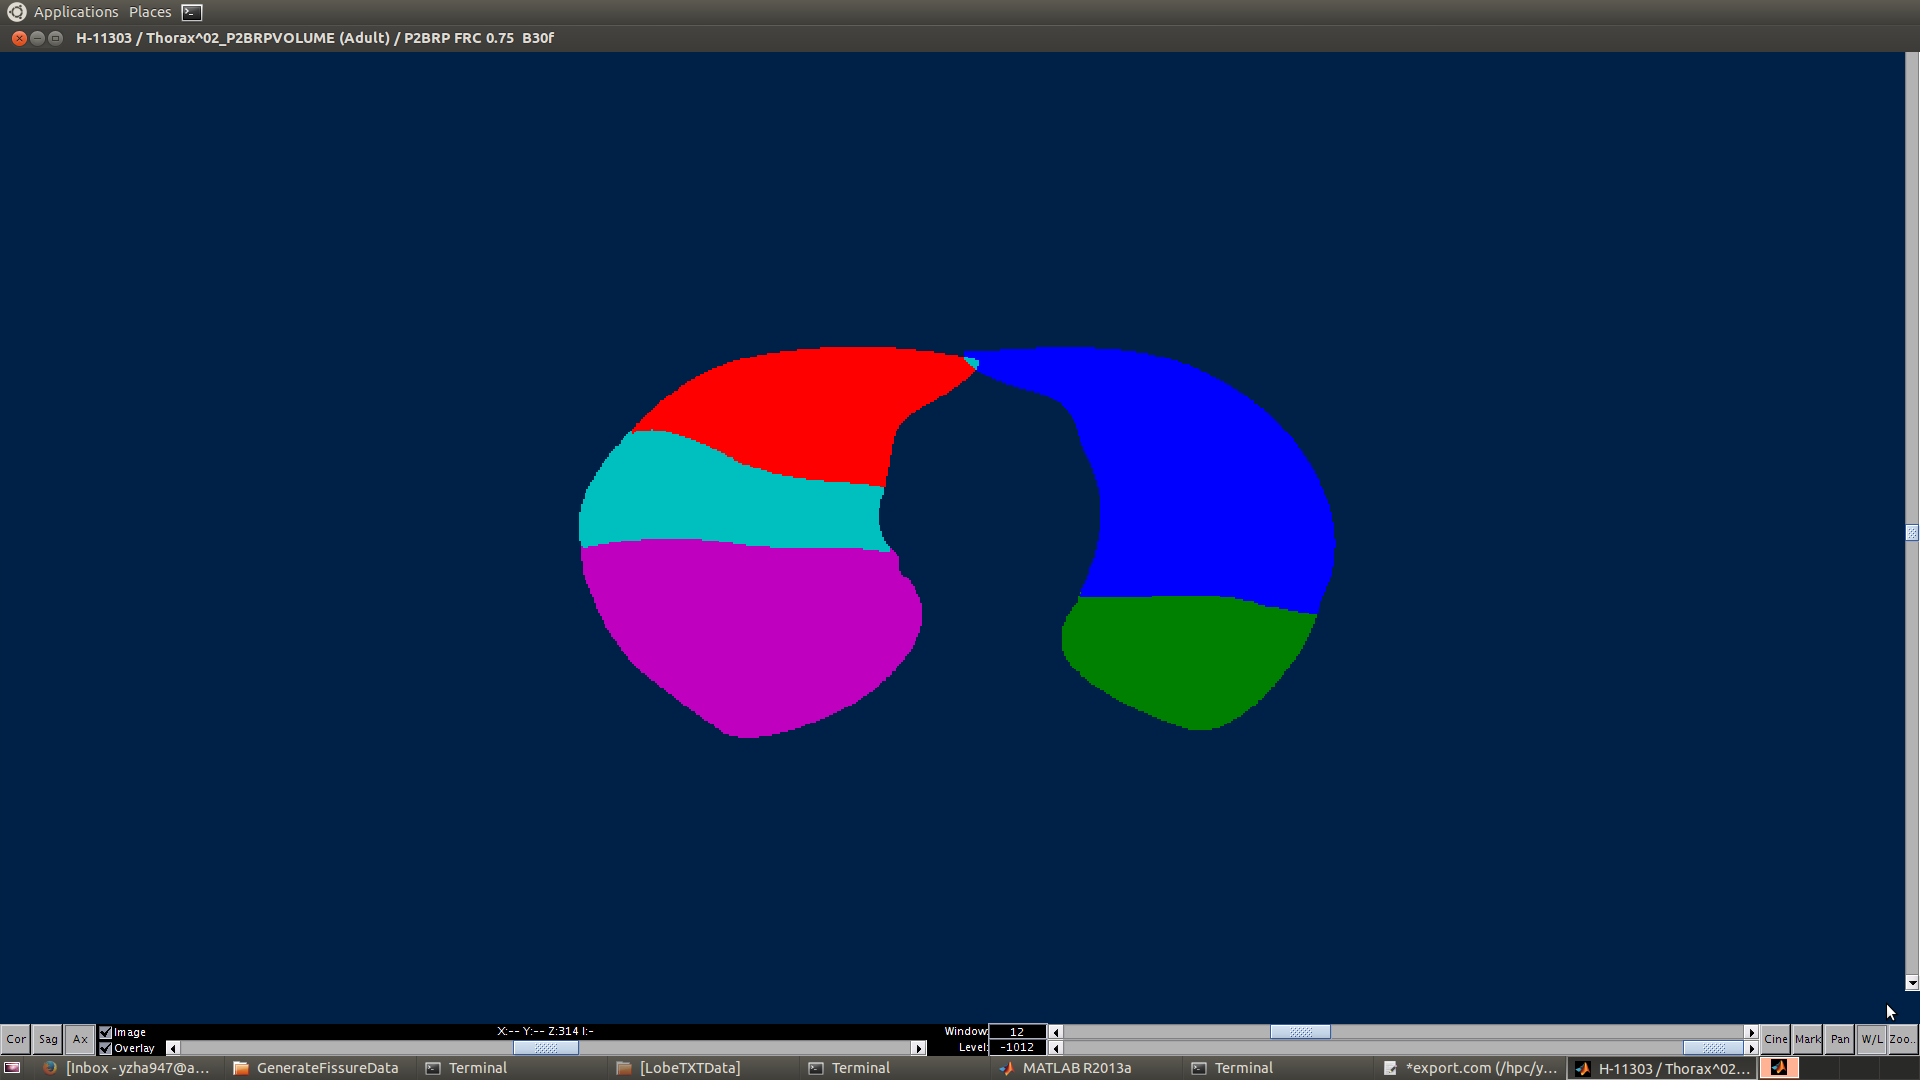 Applications Places
H-11303 / Thorax^02_P2BRPVOLUME (Adult) / P2BRP FRC 0.75 B30f
Cor Sag Ax
Image
Overlay
X:-- Y:-- Z:314 I:-
Window: 12
Level: -1012
Cine Mark Pan W/L Zoo..
[Inbox - yzha947@a... GenerateFissureData Terminal [LobeTXTData] Terminal MATLAB R2013a Terminal *export.com (/hpc/y... H-11303 / Thorax^02...